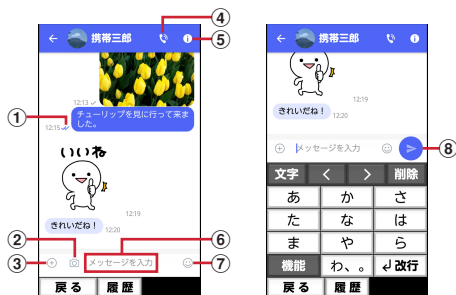 ④
⑤
携帯三郎
12:13
チューリップを見に行って来ま
した。
①
12:15
いいね
12:19
きれいだね！
12:20
②
⑥
③
メッセージを入力
⑦
戻る
履歴
携帯三郎
12:19
きれいだね！
12:20
メッセージを入力
⑧
文字
削除
あ
か
さ
た
な
は
ま
や
ら
機能
わ、。
改行
戻る
履歴